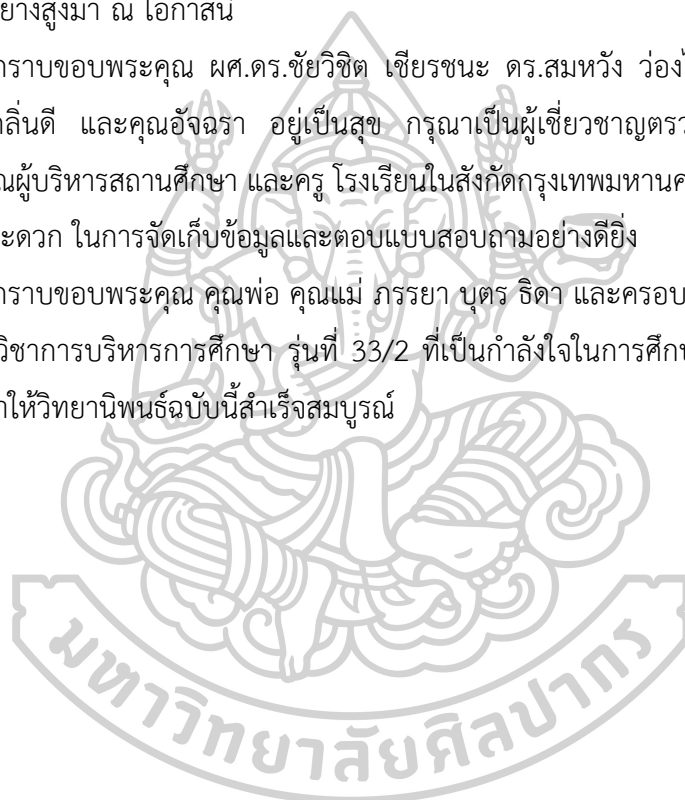 ย่างสูงมา ณ โอกาสนี้
ราบขอบพระคุณ ผศ.ดร.ชัยวิชิต เชียรชนะ ดร.สมหวัง
ลิ่นดี และคุณอัจฉรา อยู่เป็นสุข กรุณาเป็นผู้เชี่ยวชาญตรว
ณผู้บริหารสถานศึกษา และครู โรงเรียนในสังกัดกรุงเทพมหานค
ะดวก ในการจัดเก็บข้อมูลและตอบแบบสอบถามอย่างดียิ่ง
ราบขอบพระคุณ คุณพ่อ คุณแม่ ภรรยา บุตร ธิดา และครอบ
วิชาการบริหารการศึกษา รุ่นที่ 33/2 ที่เป็นกำลังใจในการศึกษ
ให้วิทยานิพนธ์ฉบับนี้สำเร็จสมบูรณ์
มหาวิทยาลัยศิลปากร